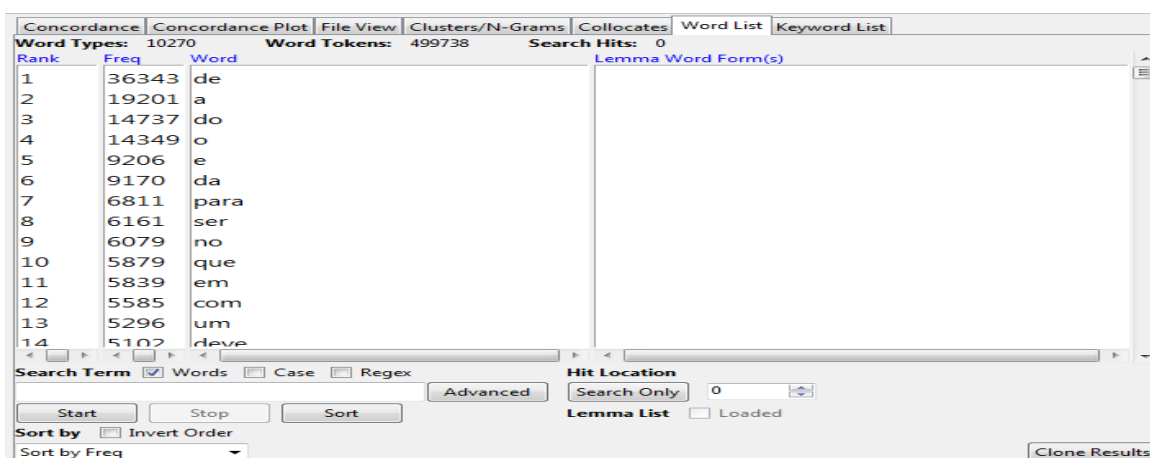 Concordance Concordance Plot File View Clusters/N-Grams Collocates Word List Keyword List
Word Types: 10270 Word Tokens: 499738 Search Hits: 0
Rank Freq Word Lemma Word Form(s)
1 36343 de
2 19201 a
3 14737 do
4 14349 o
5 9206 e
6 9170 da
7 6811 para
8 6161 ser
9 6079 no
10 5879 que
11 5839 em
12 5585 com
13 5296 um
14 5102 deve
Search Term Words Case Regex Hit Location
Advanced Search Only 0
Start Stop Sort Lemma List Loaded
Sort by Invert Order
Sort by Freq Clone Results